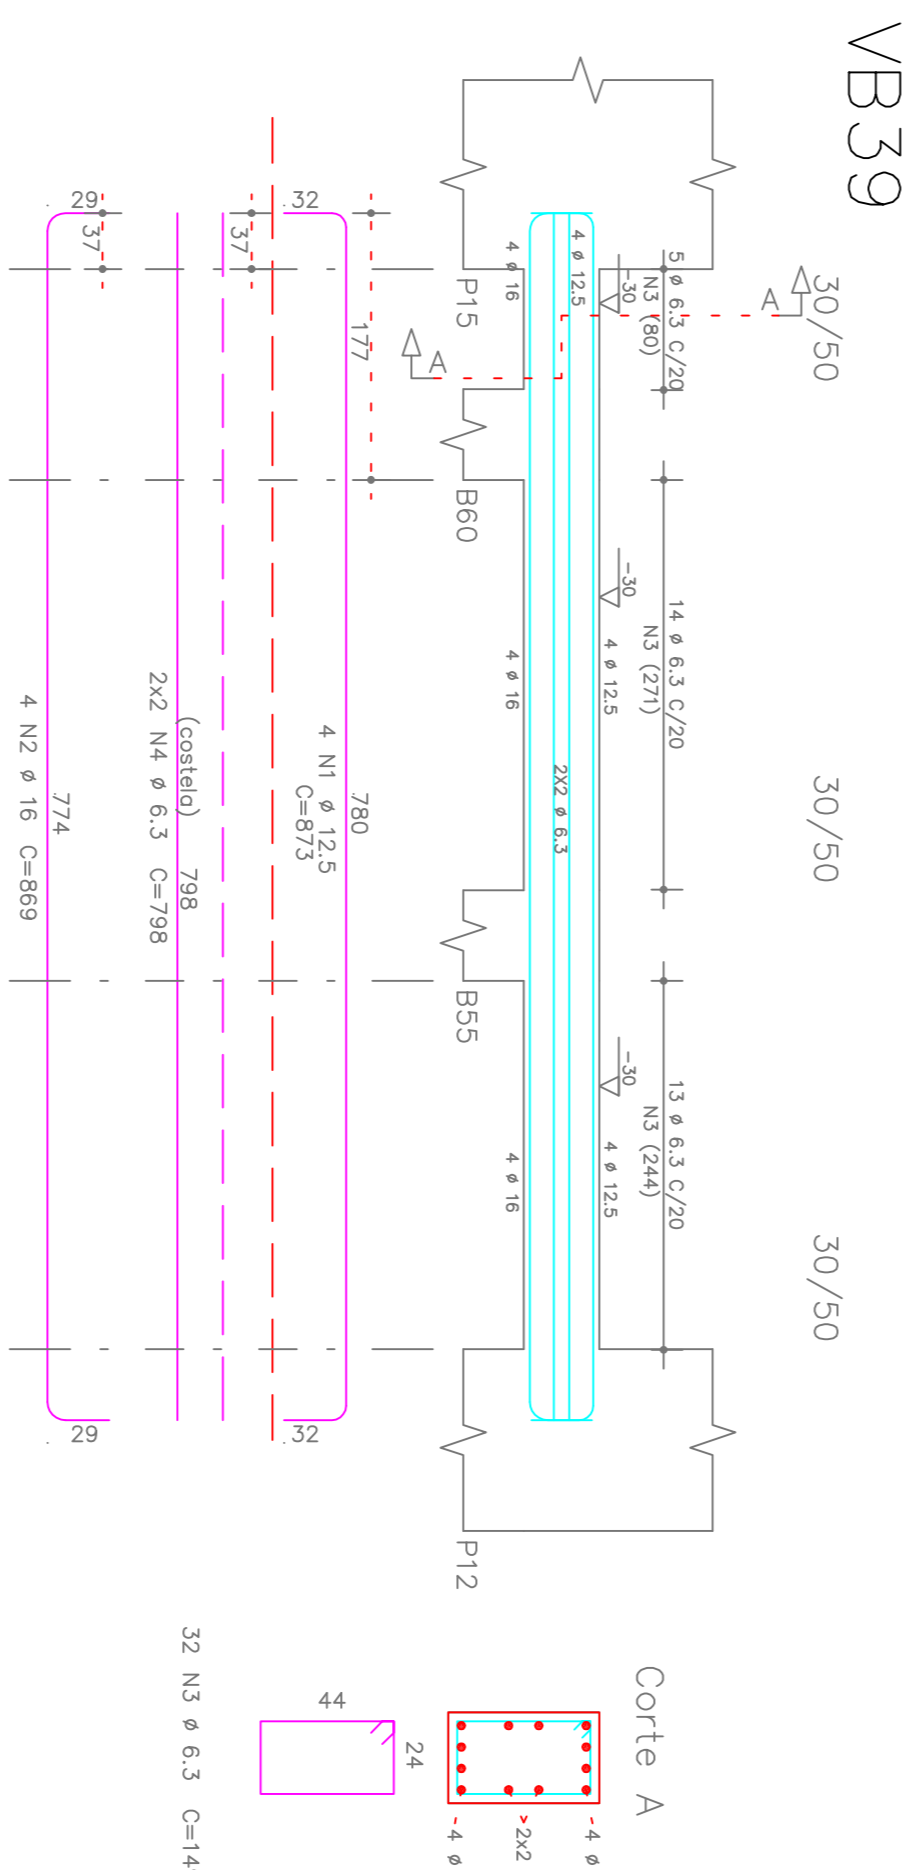 VB39
30/50
30/50
30/50
5 ø 6.3 C/20
N3 (80)
14 ø 6.3 C/20
N3 (271)
13 ø 6.3 C/20
N3 (244)
A
A
-30
-30
-30
4 ø 12.5
4 ø 12.5
4 ø 12.5
2X2 ø 6.3
4 ø 16
4 ø 16
4 ø 16
P15
B60
B55
P12
177
780
32
32
4 N1 ø 12.5
C=873
37
(costela)
798
2x2 N4 ø 6.3 C=798
37
29
774
29
4 N2 ø 16 C=869
Corte A
4 ø
2x2
4 ø
24
44
32 N3 ø 6.3